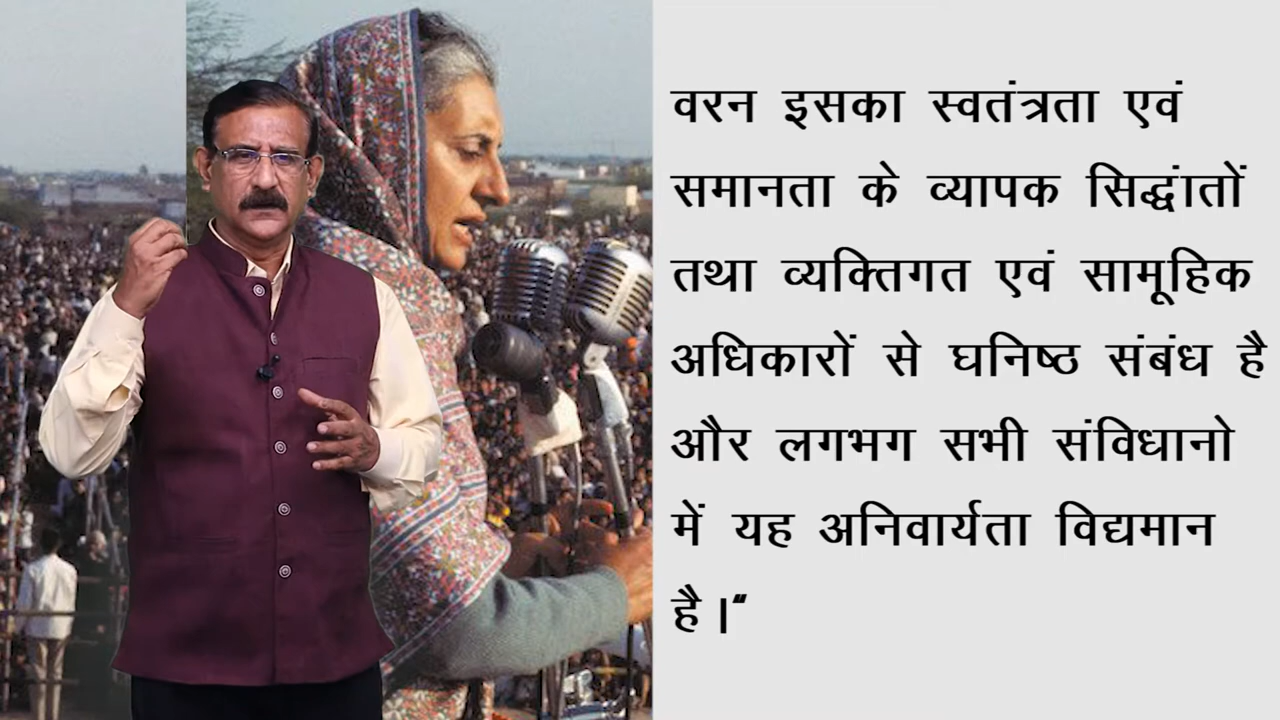 वरन इसका स्वतंत्रता एवं
समानता के व्यापक सिद्धांतों
तथा व्यक्तिगत एवं सामूहिक
अधिकारों से घनिष्ठ संबंध है
और लगभग सभी संविधानो
में यह अनिवार्यता विद्यमान
है।“